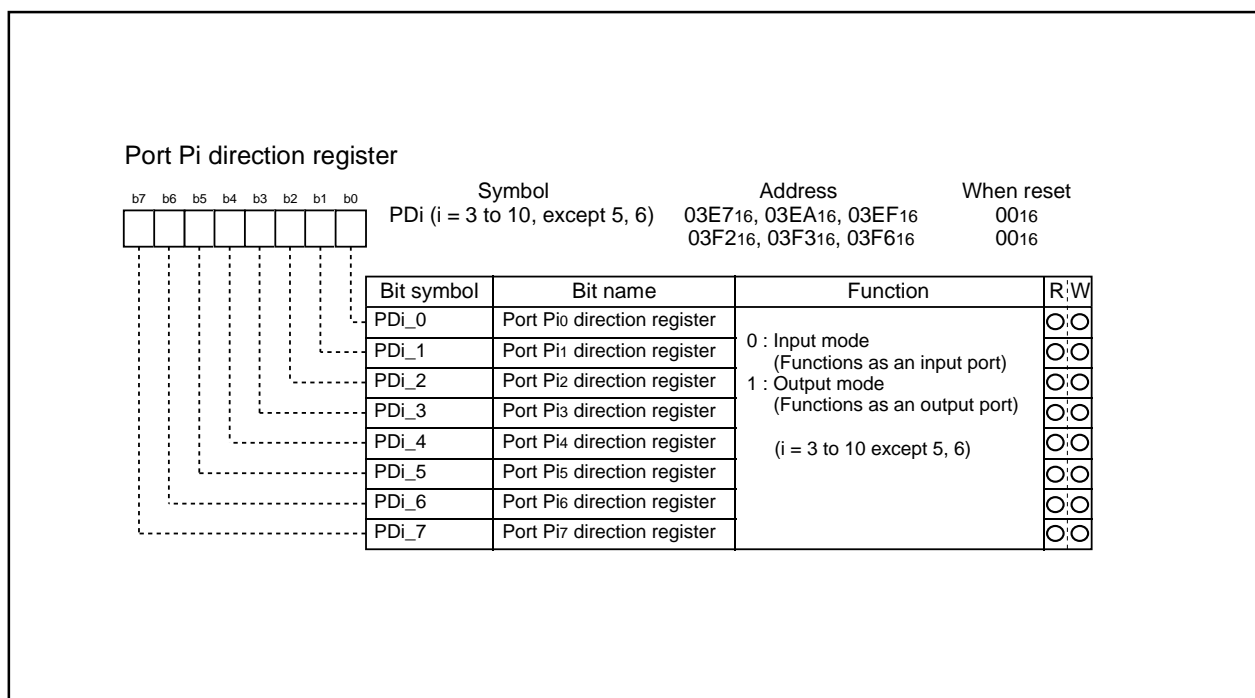 Port Pi direction register
b7 b6 b5 b4 b3 b2 b1 b0
Symbol Address When reset
PDi (i = 3 to 10, except 5, 6) 03E716, 03EA16, 03EF16 0016
03F216, 03F316, 03F616 0016
Bit symbol Bit name Function R W
PDi_0 Port Pi0 direction register
PDi_1 Port Pi1 direction register
PDi_2 Port Pi2 direction register
PDi_3 Port Pi3 direction register
PDi_4 Port Pi4 direction register
PDi_5 Port Pi5 direction register
PDi_6 Port Pi6 direction register
PDi_7 Port Pi7 direction register
0 : Input mode
(Functions as an input port)
1 : Output mode
(Functions as an output port)
(i = 3 to 10 except 5, 6)